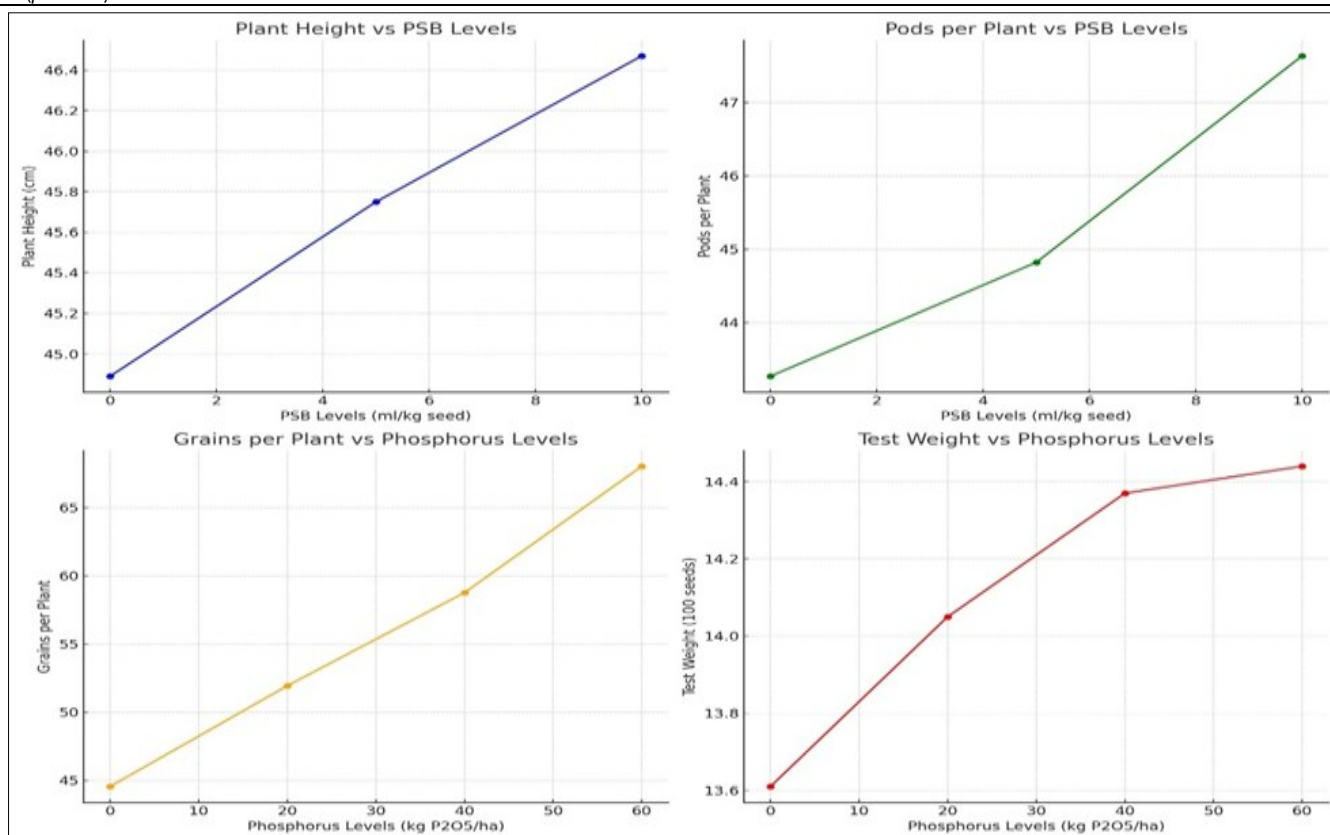 Plant Height vs PSB Levels
Plant Height (cm)
46.4
46.2
46.0
45.8
45.6
45.4
45.2
45.0
0 2 4 6 8 10
PSB Levels (ml/kg seed)
Pods per Plant vs PSB Levels
Pods per Plant
47
46
45
44
0 2 4 6 8 10
PSB Levels (ml/kg seed)
Grains per Plant vs Phosphorus Levels
Grains per Plant
65
60
55
50
45
0 10 20 30 40 50 60
Phosphorus Levels (kg P2O5/ha)
Test Weight vs Phosphorus Levels
Test Weight (100 seeds)
14.4
14.2
14.0
13.8
13.6
0 10 20 30 40 50 60
Phosphorus Levels (kg P2O5/ha)